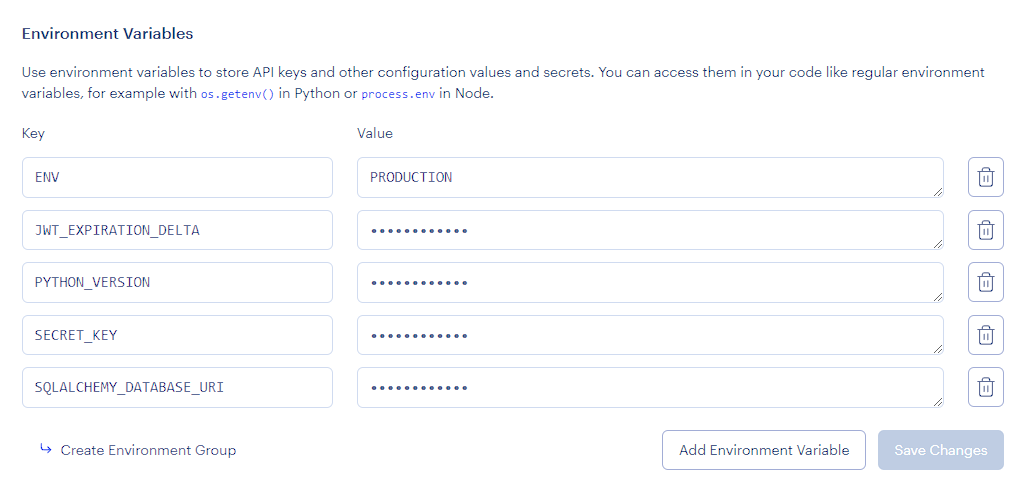 Environment Variables
Use environment variables to store API keys and other configuration values and secrets. You can access them in your code like regular environment
variables, for example with os.getenv() in Python or process.env in Node.
Key Value
ENV PRODUCTION
JWT_EXPIRATION_DELTA ••••••••••••
PYTHON_VERSION ••••••••••••
SECRET_KEY ••••••••••••
SQLALCHEMY_DATABASE_URI ••••••••••••
Create Environment Group Add Environment Variable Save Changes